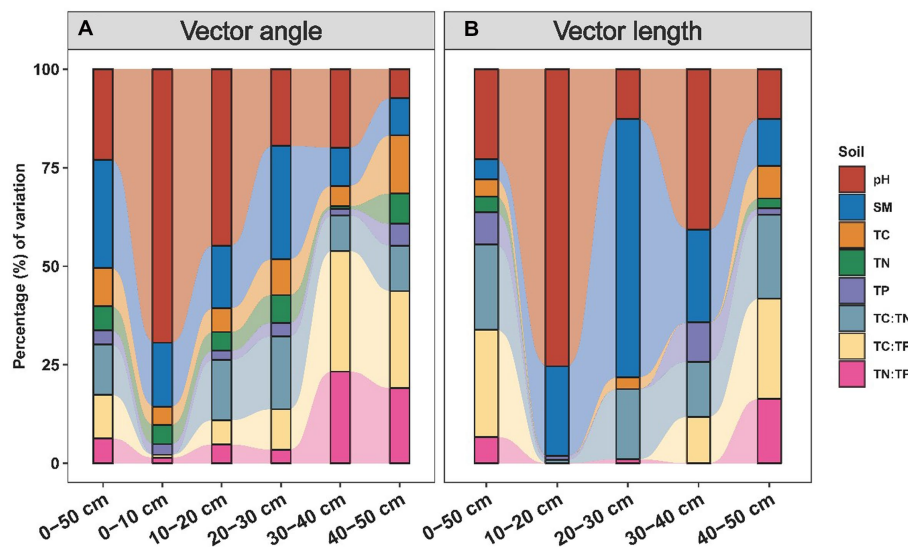 A Vector angle
B Vector length
Percentage (%) of variation
100
75
50
25
0
0–50 cm
0–10 cm
10–20 cm
20–30 cm
30–40 cm
40–50 cm
0–50 cm
10–20 cm
20–30 cm
30–40 cm
40–50 cm
Soil
pH
SM
TC
TN
TP
TC:TN
TC:TP
TN:TP